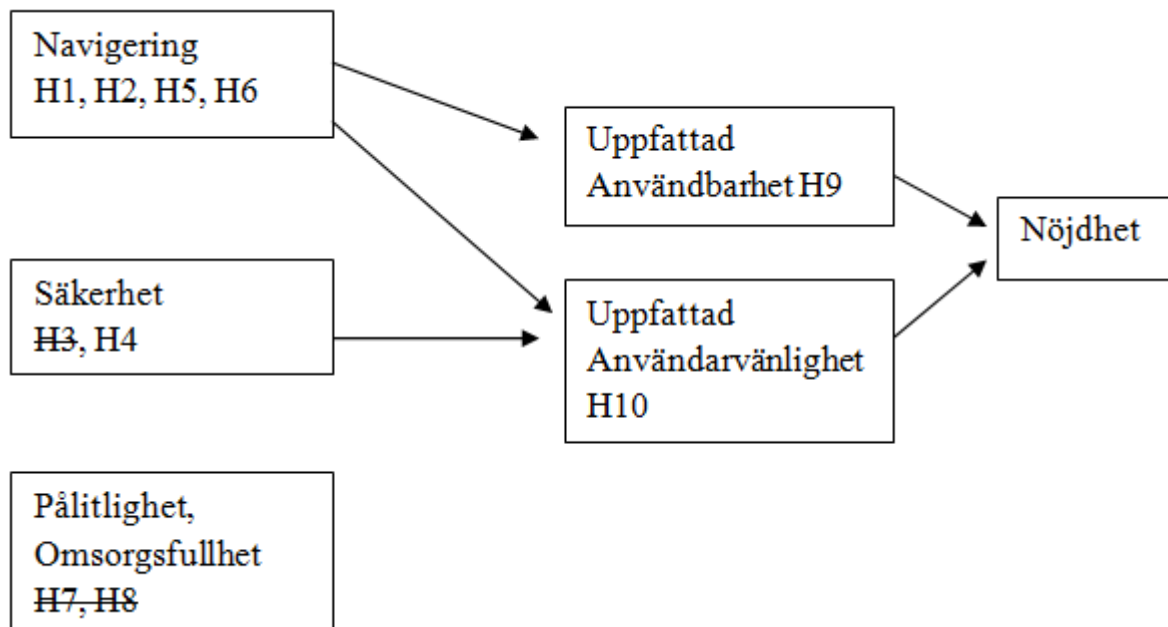 Navigering
H1, H2, H5, H6
Uppfattad
Användbarhet H9
Nöjdhet
Säkerhet
H3, H4
Uppfattad
Användarvänlighet
H10
Pålitlighet,
Omsorgsfullhet
H7, H8